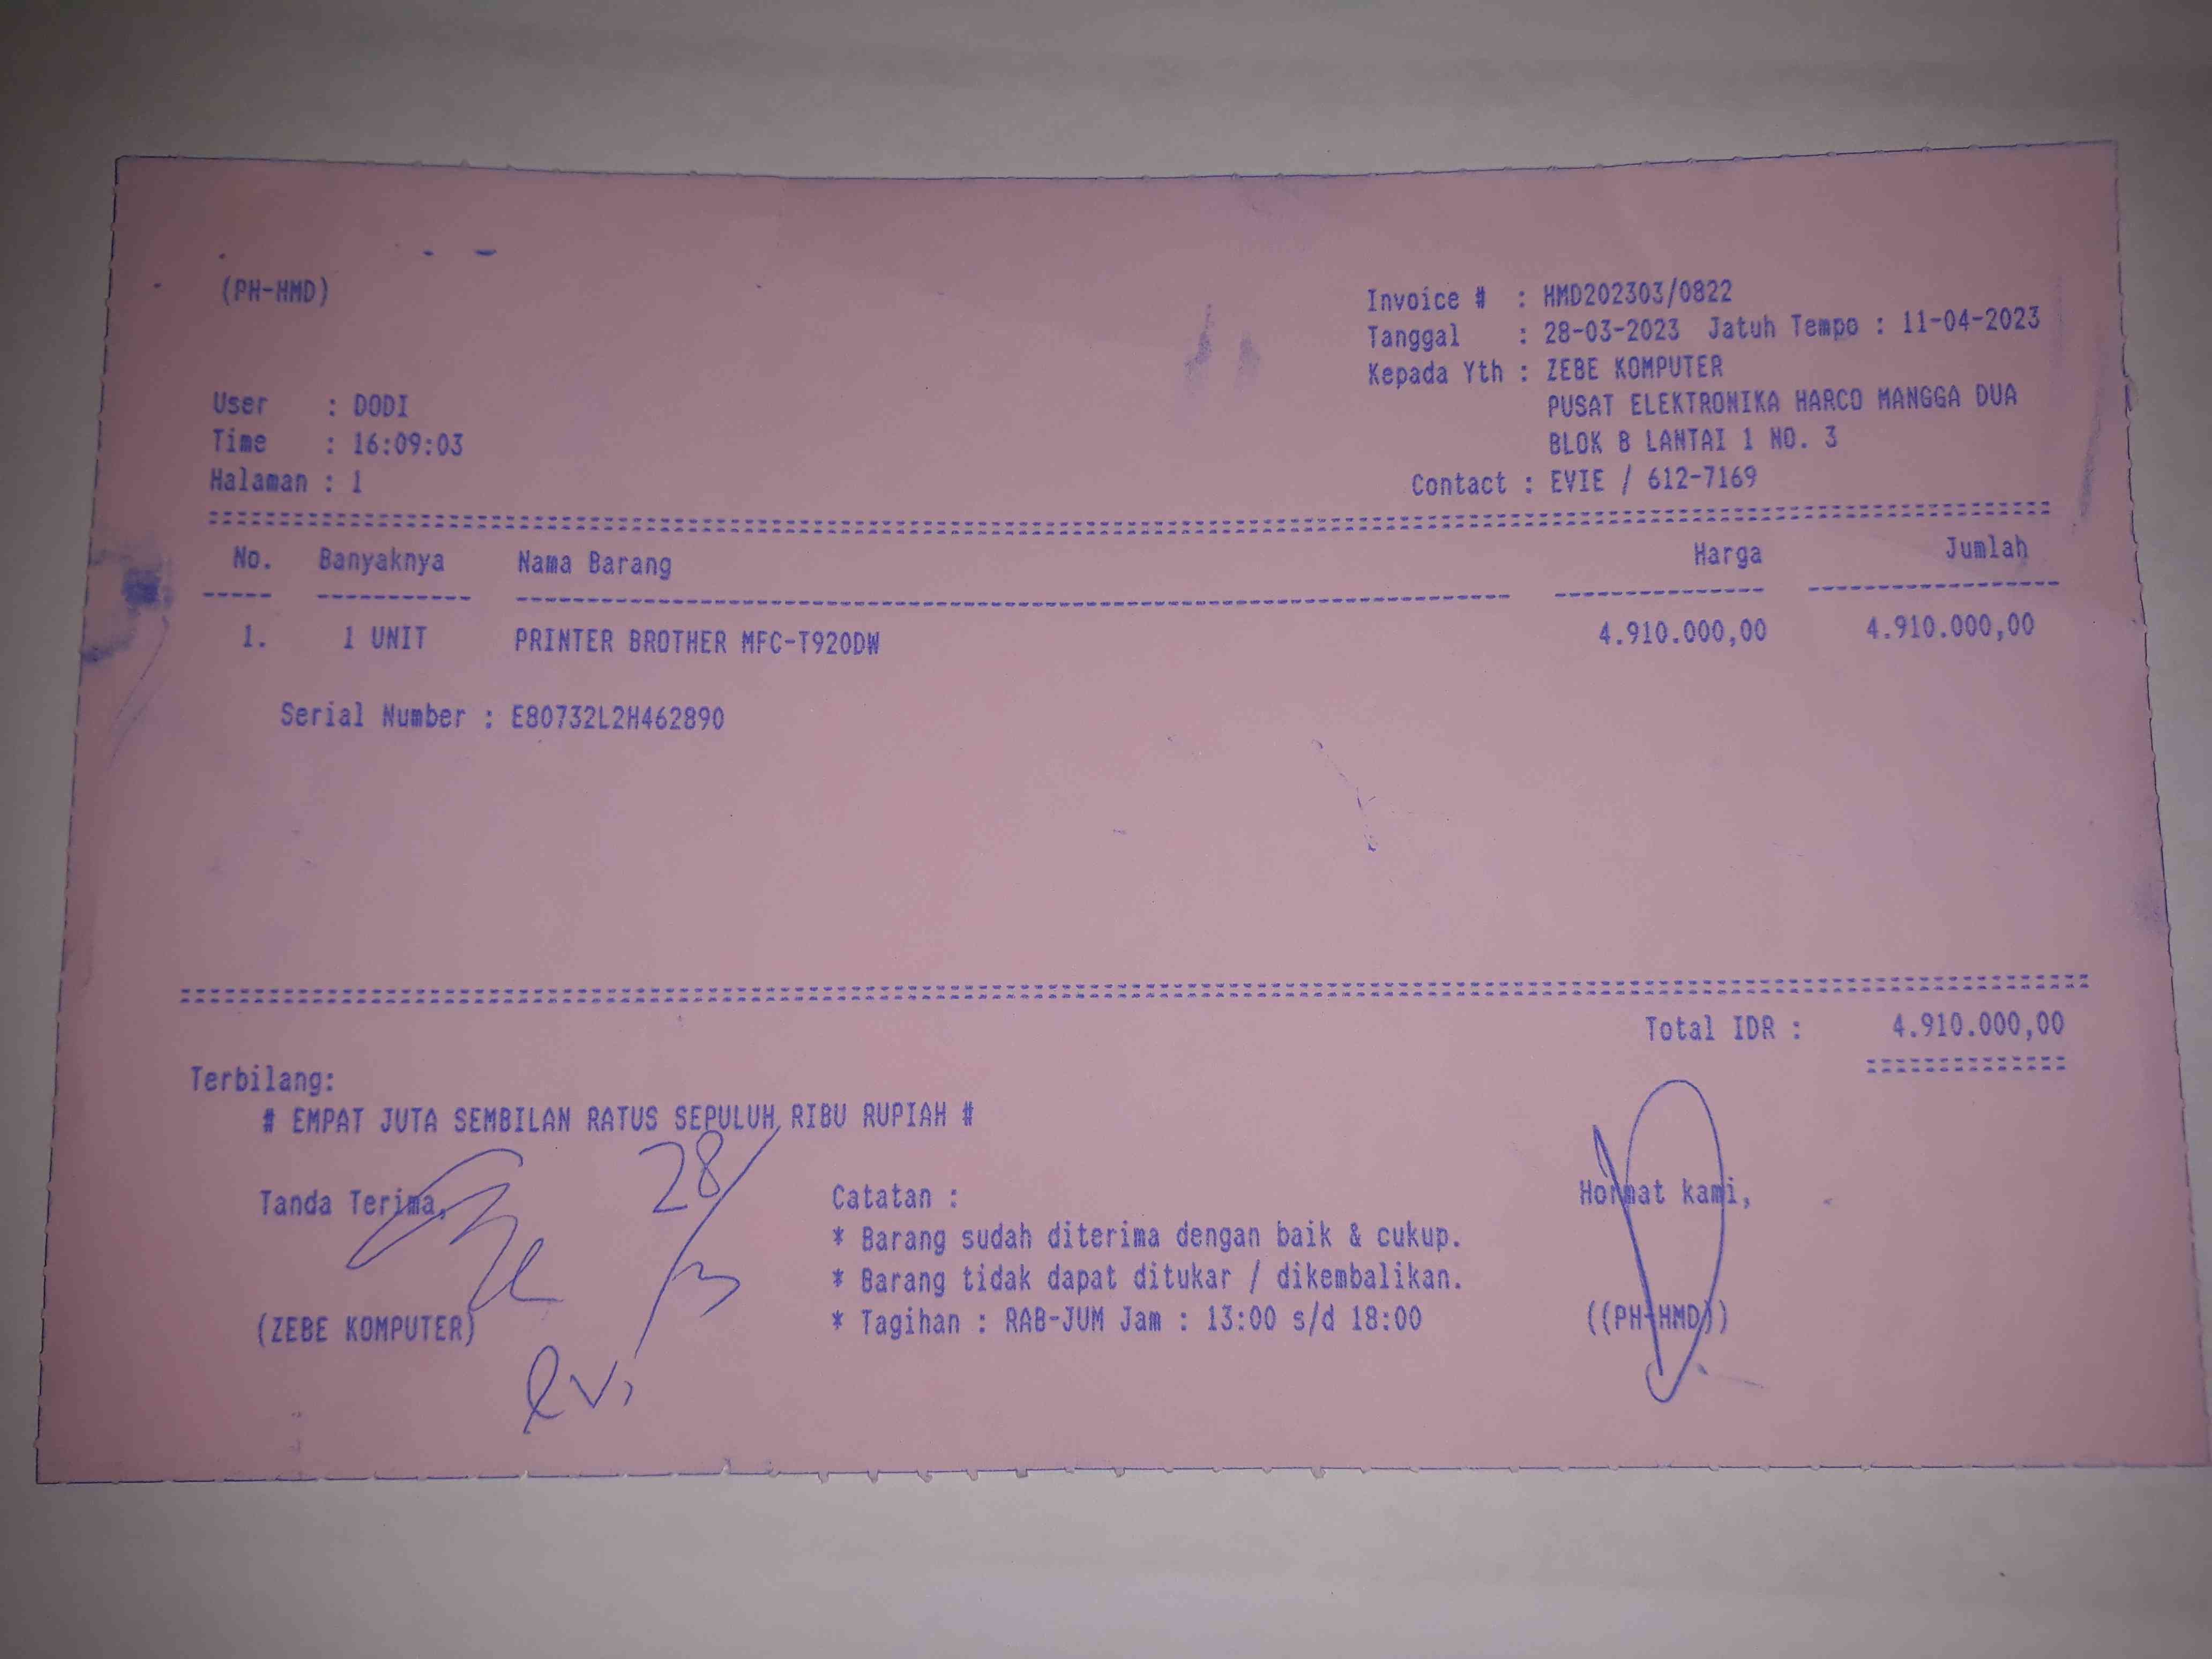 (PH-HMD)
Invoice # : HMD202303/0822
Tanggal : 28-03-2023 Jatuh Tempo : 11-04-2023
Kepada Yth : ZEBE KOMPUTER
PUSAT ELEKTRONIKA HARCO MANGGA DUA
BLOK B LANTAI 1 NO. 3
Contact : EVIE / 612-7169
User : DODI
Time : 16:09:03
Halaman : 1
No. Banyaknya Nama Barang Harga Jumlah
1. 1 UNIT PRINTER BROTHER MFC-T920DW 4.910.000,00 4.910.000,00
Serial Number : E80732L2H462890
Total IDR : 4.910.000,00
Terbilang:
# EMPAT JUTA SEMBILAN RATUS SEPULUH RIBU RUPIAH #
Tanda Terima,
28/3
(ZEBE KOMPUTER)
evi
Catatan :
* Barang sudah diterima dengan baik & cukup.
* Barang tidak dapat ditukar / dikembalikan.
* Tagihan : RAB-JUM Jam : 13:00 s/d 18:00
Hormat kami,
((PH-HMD))